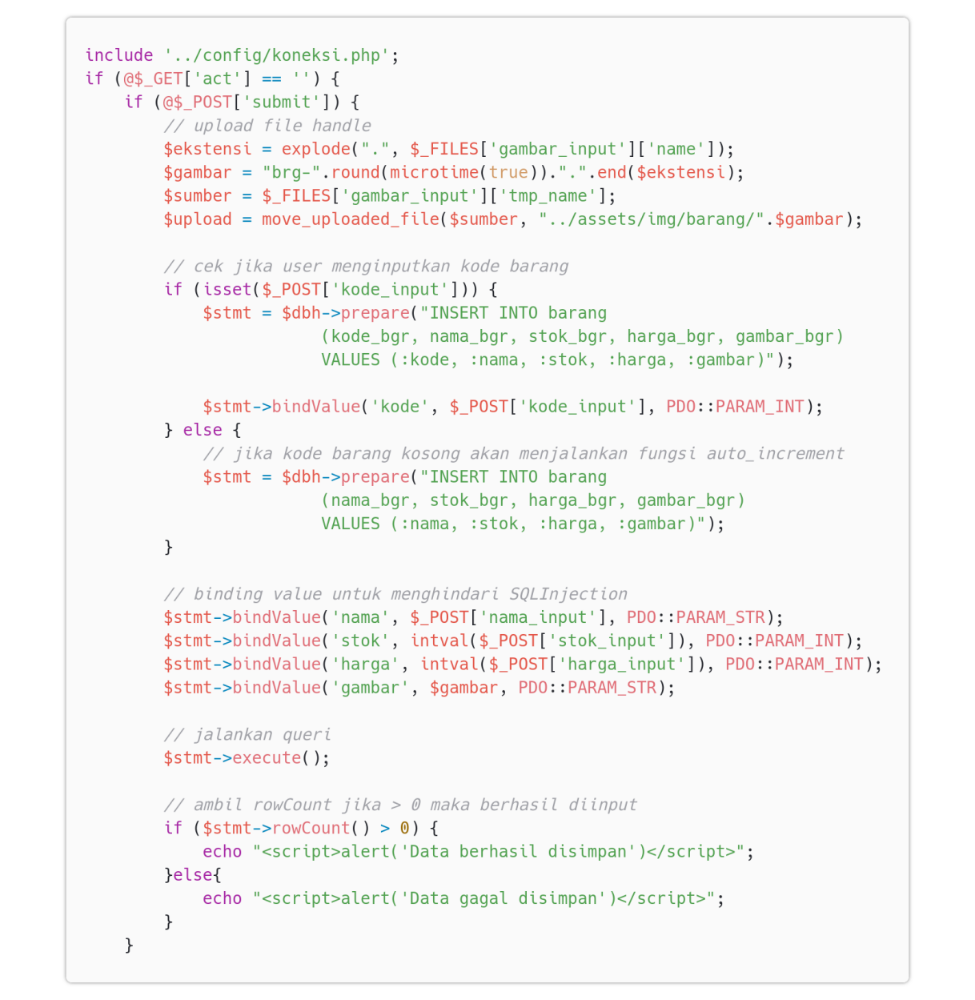 include '../config/koneksi.php';
if (@$_GET['act'] == '') {
    if (@$_POST['submit']) {
        // upload file handle
        $ekstensi = explode(".", $_FILES['gambar_input']['name']);
        $gambar = "brg-".round(microtime(true)).".".end($ekstensi);
        $sumber = $_FILES['gambar_input']['tmp_name'];
        $upload = move_uploaded_file($sumber, "../assets/img/barang/".$gambar);

        // cek jika user menginputkan kode barang
        if (isset($_POST['kode_input'])) {
            $stmt = $dbh->prepare("INSERT INTO barang
                        (kode_bgr, nama_bgr, stok_bgr, harga_bgr, gambar_bgr)
                        VALUES (:kode, :nama, :stok, :harga, :gambar)");

            $stmt->bindValue('kode', $_POST['kode_input'], PDO::PARAM_INT);
        } else {
            // jika kode barang kosong akan menjalankan fungsi auto_increment
            $stmt = $dbh->prepare("INSERT INTO barang
                        (nama_bgr, stok_bgr, harga_bgr, gambar_bgr)
                        VALUES (:nama, :stok, :harga, :gambar)");
        }

        // binding value untuk menghindari SQLInjection
        $stmt->bindValue('nama', $_POST['nama_input'], PDO::PARAM_STR);
        $stmt->bindValue('stok', intval($_POST['stok_input']), PDO::PARAM_INT);
        $stmt->bindValue('harga', intval($_POST['harga_input']), PDO::PARAM_INT);
        $stmt->bindValue('gambar', $gambar, PDO::PARAM_STR);

        // jalankan queri
        $stmt->execute();

        // ambil rowCount jika > 0 maka berhasil diinput
        if ($stmt->rowCount() > 0) {
            echo "<script>alert('Data berhasil disimpan')</script>";
        }else{
            echo "<script>alert('Data gagal disimpan')</script>";
        }
    }